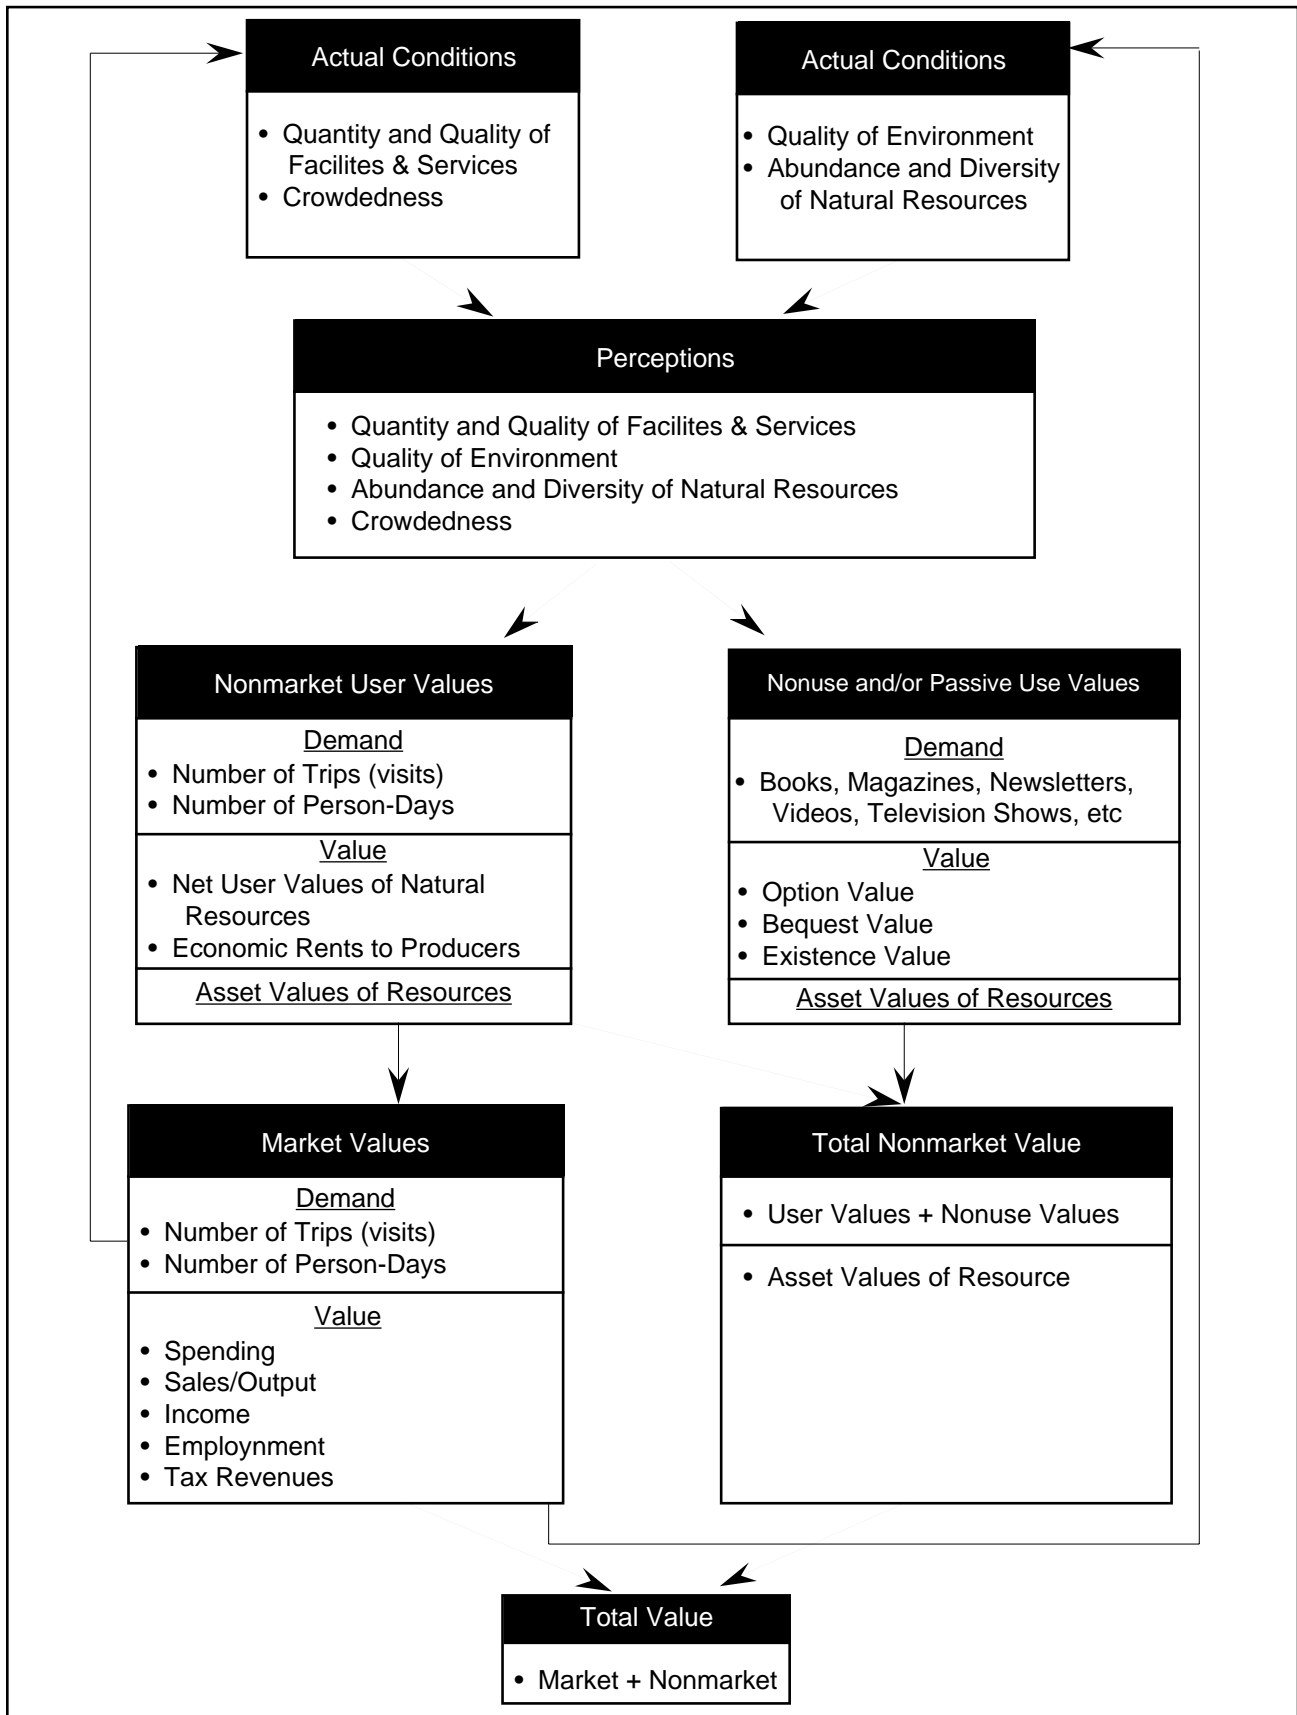 Actual Conditions
• Quantity and Quality of
Facilites & Services
• Crowdedness
Actual Conditions
• Quality of Environment
• Abundance and Diversity
of Natural Resources
Perceptions
• Quantity and Quality of Facilites & Services
• Quality of Environment
• Abundance and Diversity of Natural Resources
• Crowdedness
Nonmarket User Values
Demand
• Number of Trips (visits)
• Number of Person-Days
Value
• Net User Values of Natural
Resources
• Economic Rents to Producers
Asset Values of Resources
Nonuse and/or Passive Use Values
Demand
• Books, Magazines, Newsletters,
Videos, Television Shows, etc
Value
• Option Value
• Bequest Value
• Existence Value
Asset Values of Resources
Market Values
Demand
• Number of Trips (visits)
• Number of Person-Days
Value
• Spending
• Sales/Output
• Income
• Employnment
• Tax Revenues
Total Nonmarket Value
• User Values + Nonuse Values
• Asset Values of Resource
Total Value
• Market + Nonmarket